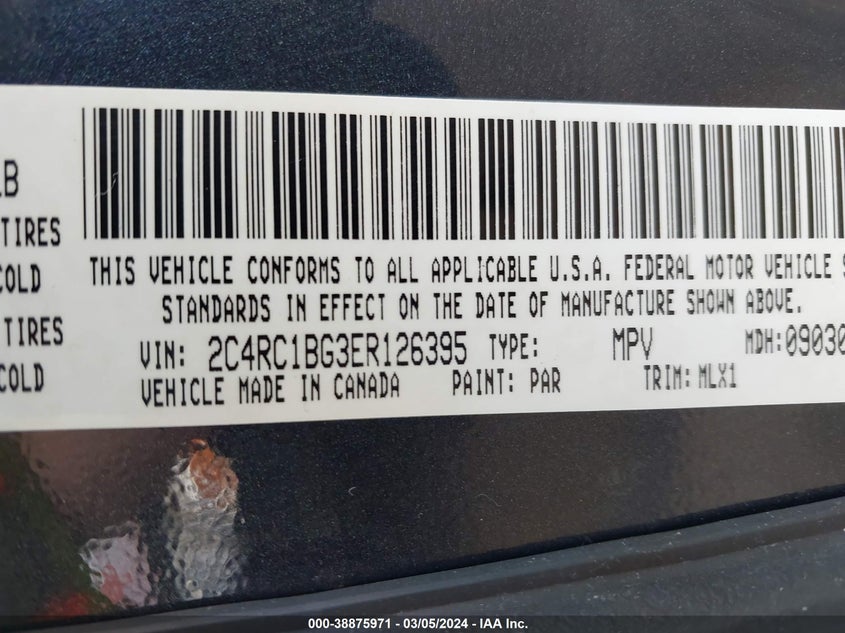 LB
TIRES
COLD
TIRES
COLD
THIS VEHICLE CONFORMS TO ALL APPLICABLE U.S.A. FEDERAL MOTOR VEHICLE S
STANDARDS IN EFFECT ON THE DATE OF MANUFACTURE SHOWN ABOVE.
VIN: 2C4RC1BG3ER126395 TYPE: MPV MDH: 09030
VEHICLE MADE IN CANADA PAINT: PAR TRIM: MLX1
000-38875971 — 03/05/2024 — IAA Inc.